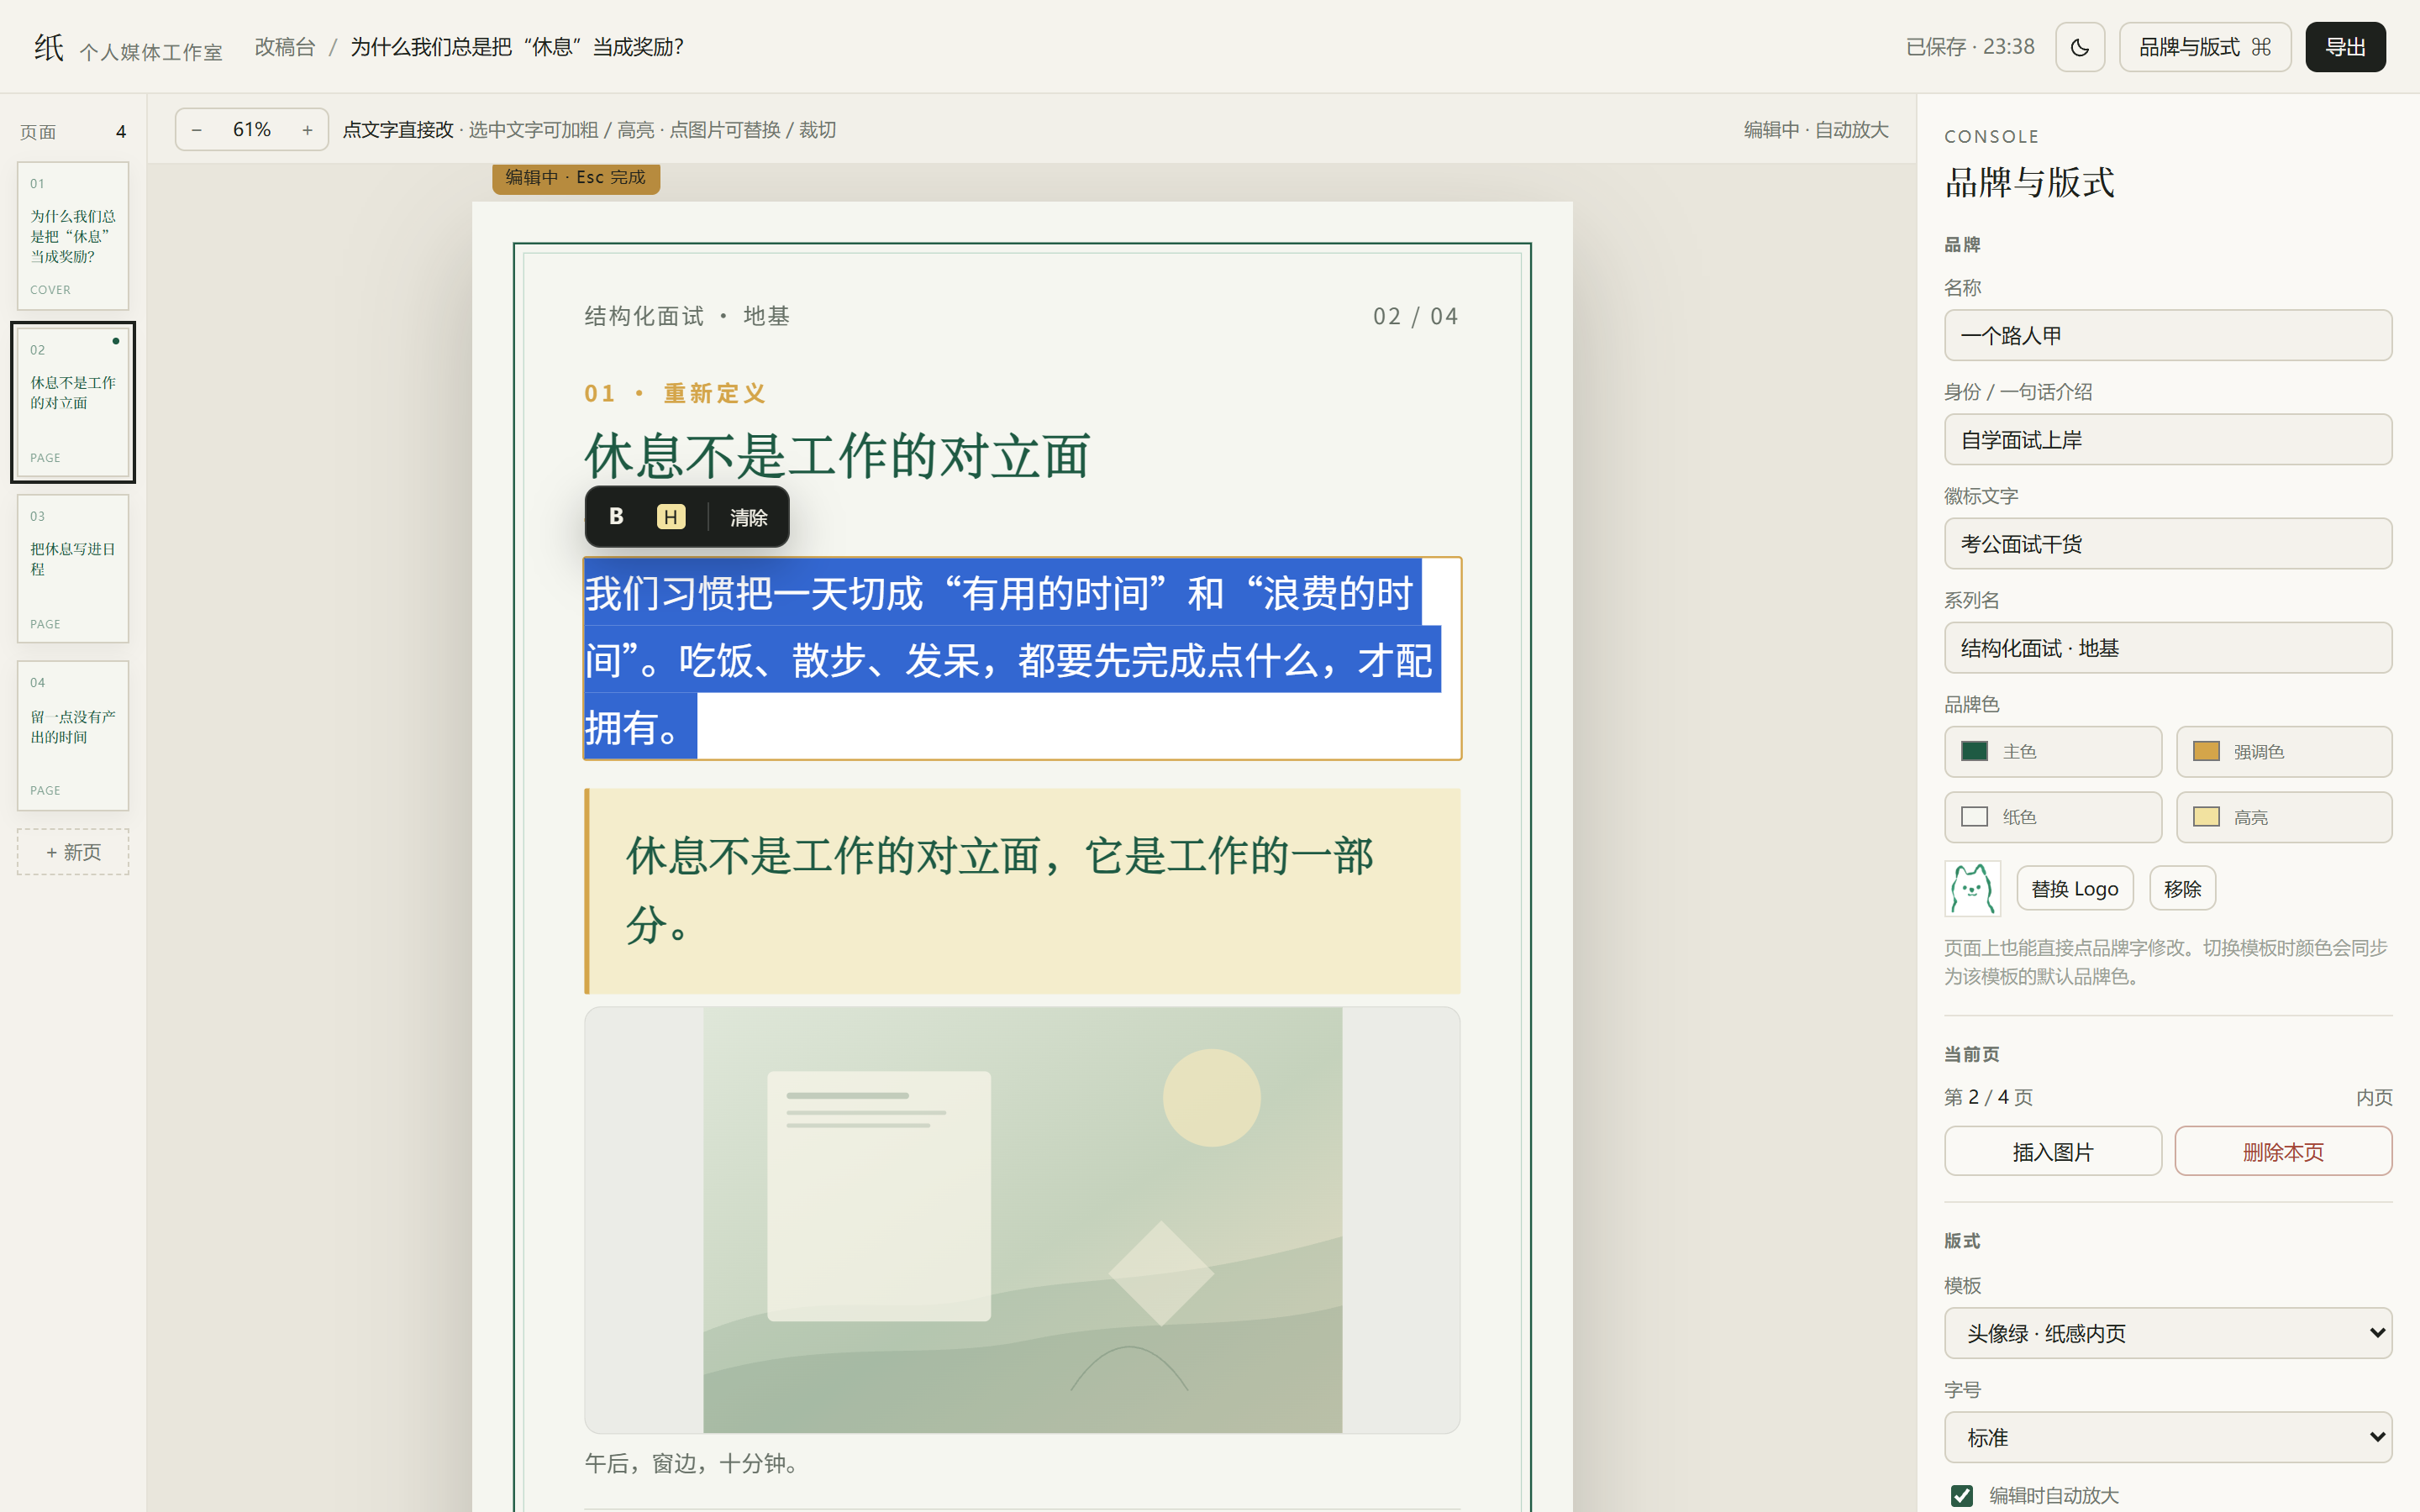 纸 个人媒体工作室 改稿台 / 为什么我们总是把“休息”当成奖励？ 已保存 · 23:38 品牌与版式 ⌘ 导出
页面 4
01
为什么我们总
是把“休息”
当成奖励？
COVER
02
休息不是工作
的对立面
PAGE
03
把休息写进日
程
PAGE
04
留一点没有产
出的时间
PAGE
+ 新页
− 61% + 点文字直接改 · 选中文字可加粗 / 高亮 · 点图片可替换 / 裁切 编辑中 · 自动放大
编辑中 · Esc 完成
结构化面试 · 地基 02 / 04
01 · 重新定义
休息不是工作的对立面
B H 清除
我们习惯把一天切成“有用的时间”和“浪费的时
间”。吃饭、散步、发呆，都要先完成点什么，才配
拥有。
休息不是工作的对立面，它是工作的一部
分。
午后，窗边，十分钟。
CONSOLE
品牌与版式
品牌
名称
一个路人甲
身份 / 一句话介绍
自学面试上岸
徽标文字
考公面试干货
系列名
结构化面试 · 地基
品牌色
主色 强调色
纸色 高亮
替换 Logo 移除
页面上也能直接点品牌字修改。切换模板时颜色会同步
为该模板的默认品牌色。
当前页
第 2 / 4 页 内页
插入图片 删除本页
版式
模板
头像绿 · 纸感内页
字号
标准
编辑时自动放大